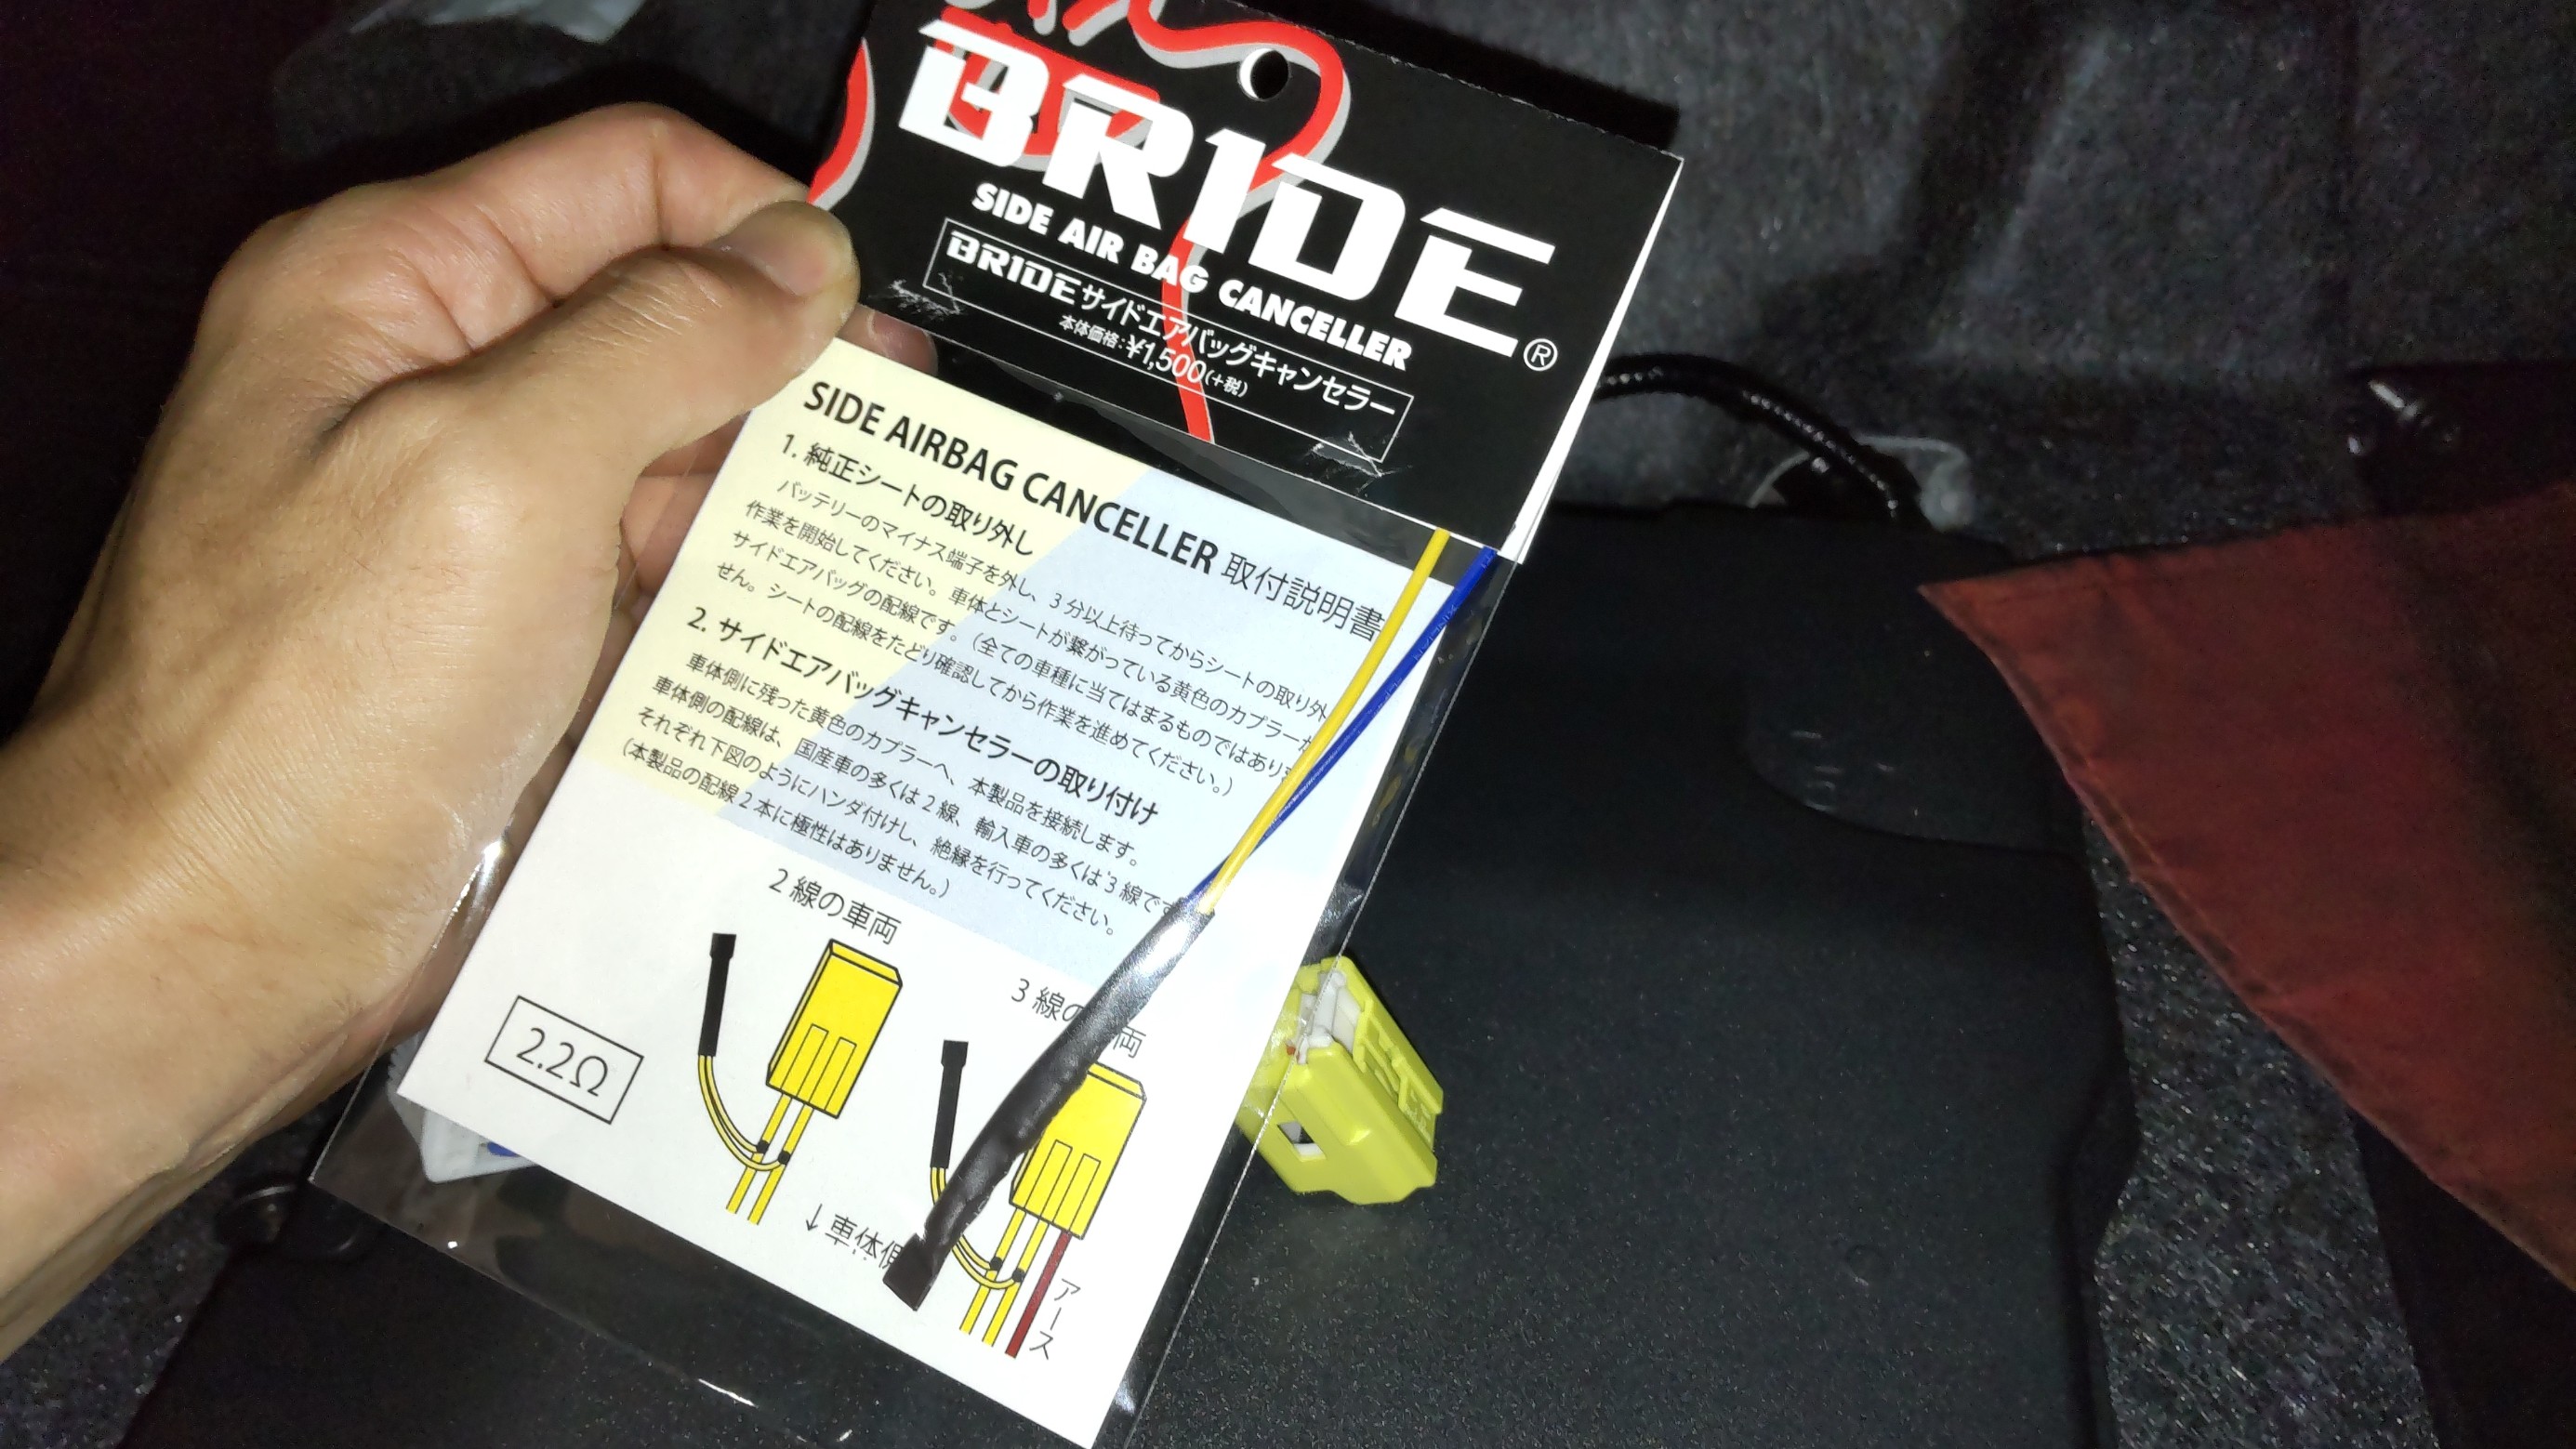 BRIDE®
SIDE AIR BAG CANCELLER
BRIDEサイドエアバッグキャンセラー
本体価格:¥1,500(+税)
SIDE AIRBAG CANCELLER 取付説明書
1. 純正シートの取り外し
バッテリーのマイナス端子を外し、3分以上待ってからシートの取り外
作業を開始してください。車体とシートが繋がっている黄色のカプラーが
サイドエアバッグの配線です。(全ての車種に当てはまるものではありま
せん。シートの配線をたどり確認してから作業を進めてください。)
2. サイドエアバッグキャンセラーの取り付け
車体側に残った黄色のカプラーへ、本製品を接続します。
車体側の配線は、国産車の多くは2線、輸入車の多くは3線です
それぞれ下図のようにハンダ付けし、絶縁を行ってください。
(本製品の配線2本に極性はありません。)
2線の車両
3線の 両
2.2Ω
↓車体側
アース